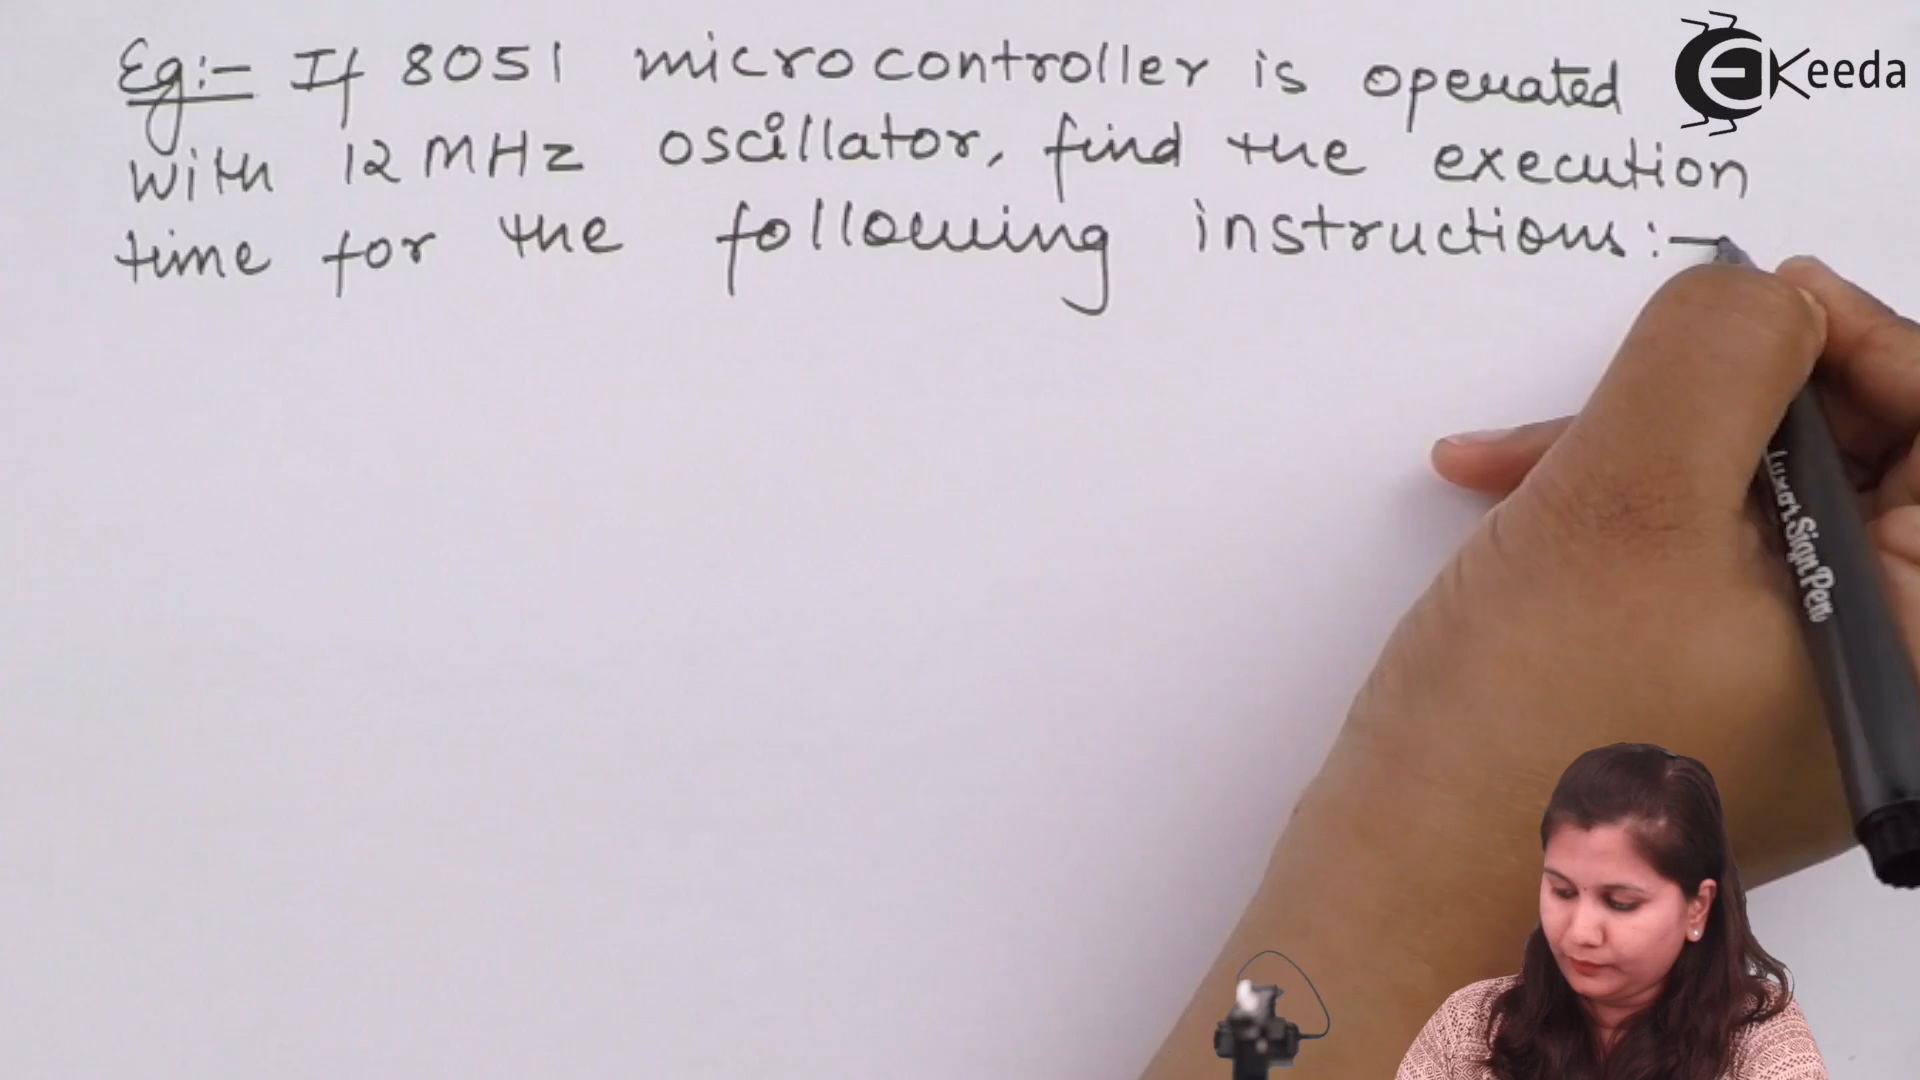 Eg:- If 8051 microcontroller is operated
with 12 MHz oscillator, find the execution
time for the following instructions:-
EKeeda
Luxor Sign Pen